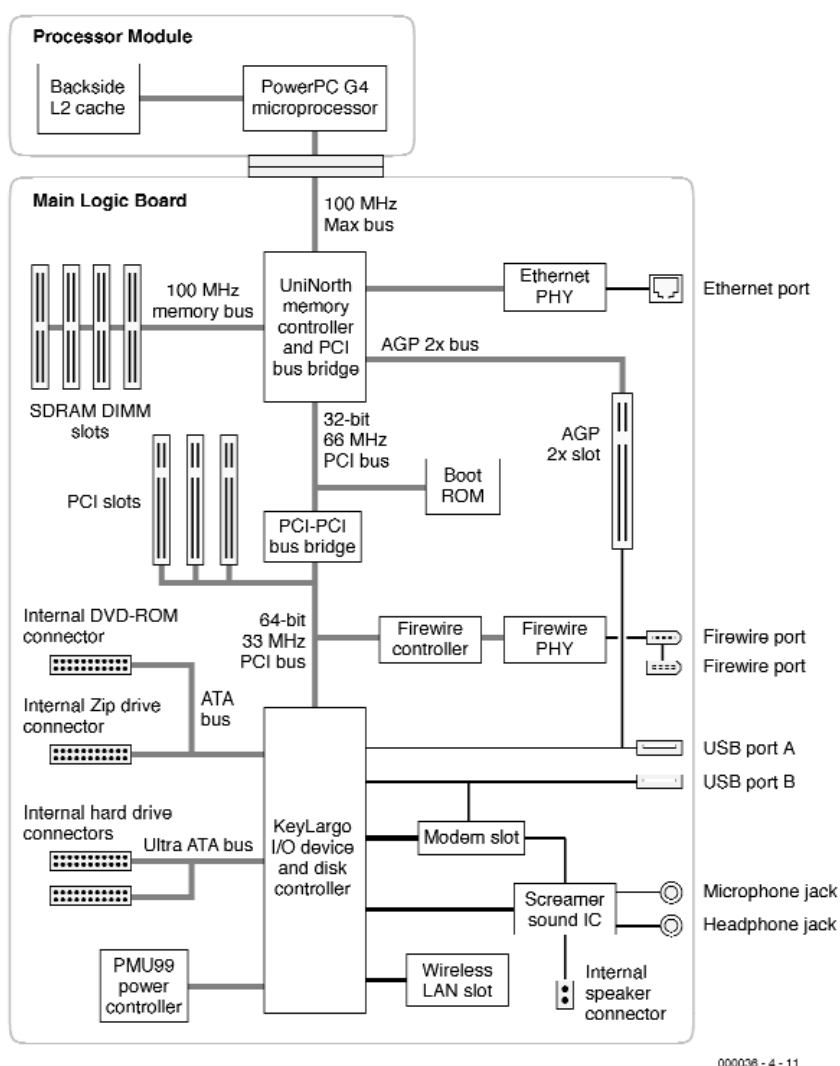 Processor Module
Backside
L2 cache
PowerPC G4
microprocessor
Main Logic Board
100 MHz
Max bus
100 MHz
memory bus
UniNorth
memory
controller
and PCI
bus bridge
Ethernet
PHY
Ethernet port
AGP 2x bus
SDRAM DIMM
slots
32-bit
66 MHz
PCI bus
AGP
2x slot
Boot
ROM
PCI slots
PCI-PCI
bus bridge
Internal DVD-ROM
connector
64-bit
33 MHz
PCI bus
Firewire
controller
Firewire
PHY
Firewire port
Firewire port
ATA
bus
Internal Zip drive
connector
USB port A
USB port B
Internal hard drive
connectors
Ultra ATA bus
KeyLargo
I/O device
and disk
controller
Modem slot
Screamer
sound IC
Microphone jack
Headphone jack
PMU99
power
controller
Wireless
LAN slot
Internal
speaker
connector
000036 - 4 - 11